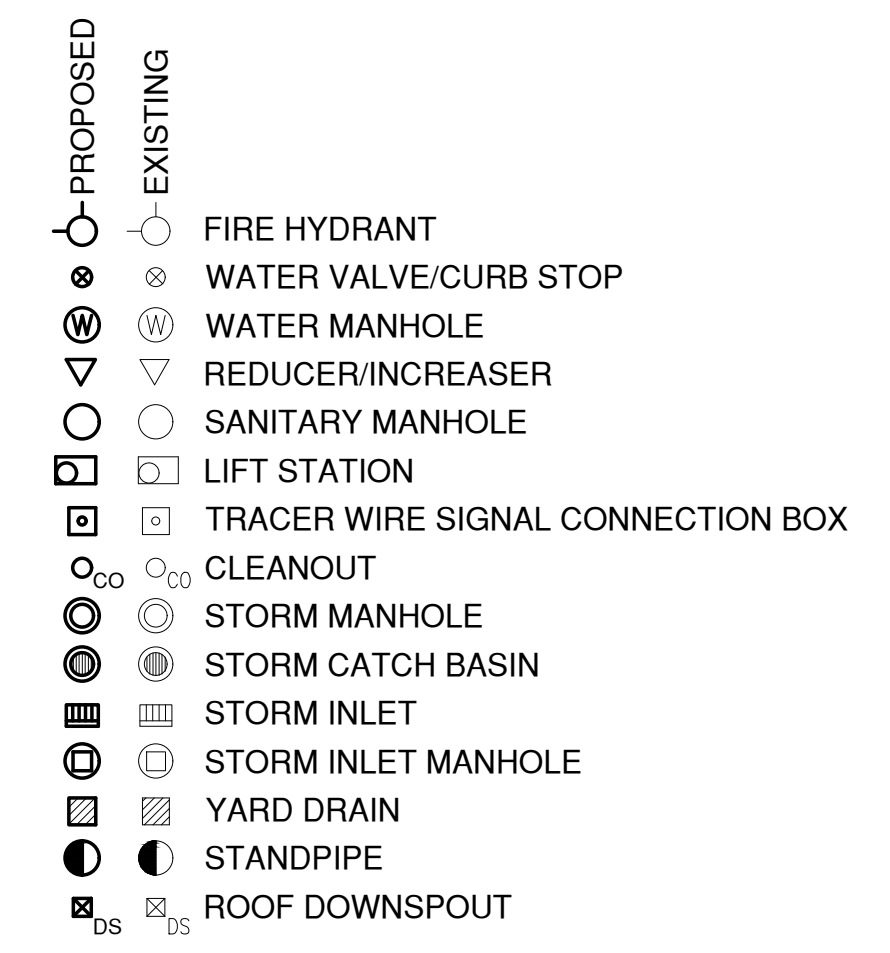 PROPOSED
EXISTING
FIRE HYDRANT
WATER VALVE/CURB STOP
W W WATER MANHOLE
REDUCER/INCREASER
SANITARY MANHOLE
LIFT STATION
TRACER WIRE SIGNAL CONNECTION BOX
CO CO CLEANOUT
STORM MANHOLE
STORM CATCH BASIN
STORM INLET
STORM INLET MANHOLE
YARD DRAIN
STANDPIPE
DS DS ROOF DOWNSPOUT